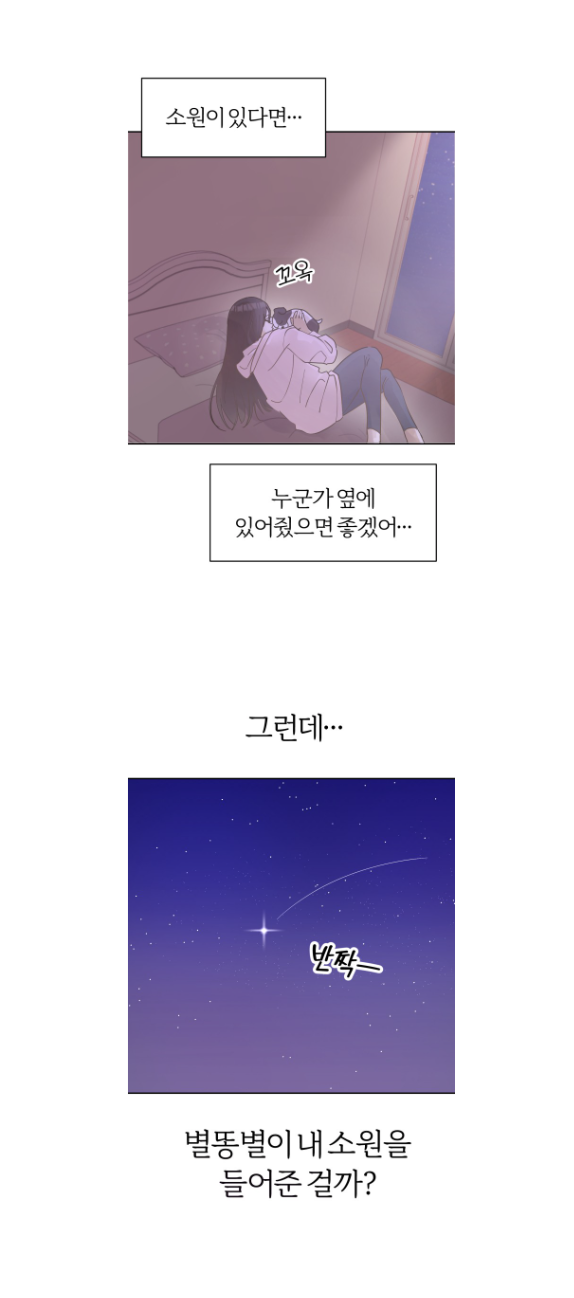 소원이 있다면…
꼬옥
누군가 옆에
있어줬으면 좋겠어…
그런데…
반짝—
별똥별이 내 소원을
들어준 걸까?